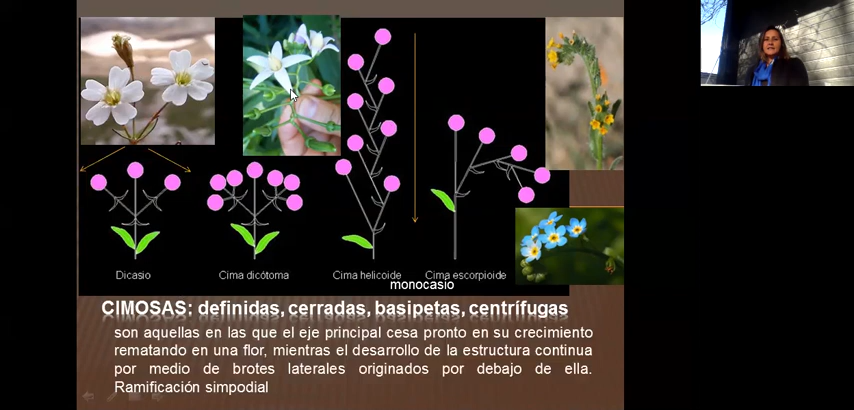 Dicasio
Cima dicótoma
Cima helicoide
Cima escorpioide
monocasio
CIMOSAS: definidas, cerradas, basipetas, centrífugas
son aquellas en las que el eje principal cesa pronto en su crecimiento
rematando en una flor, mientras el desarrollo de la estructura continua
por medio de brotes laterales originados por debajo de ella.
Ramificación simpodial